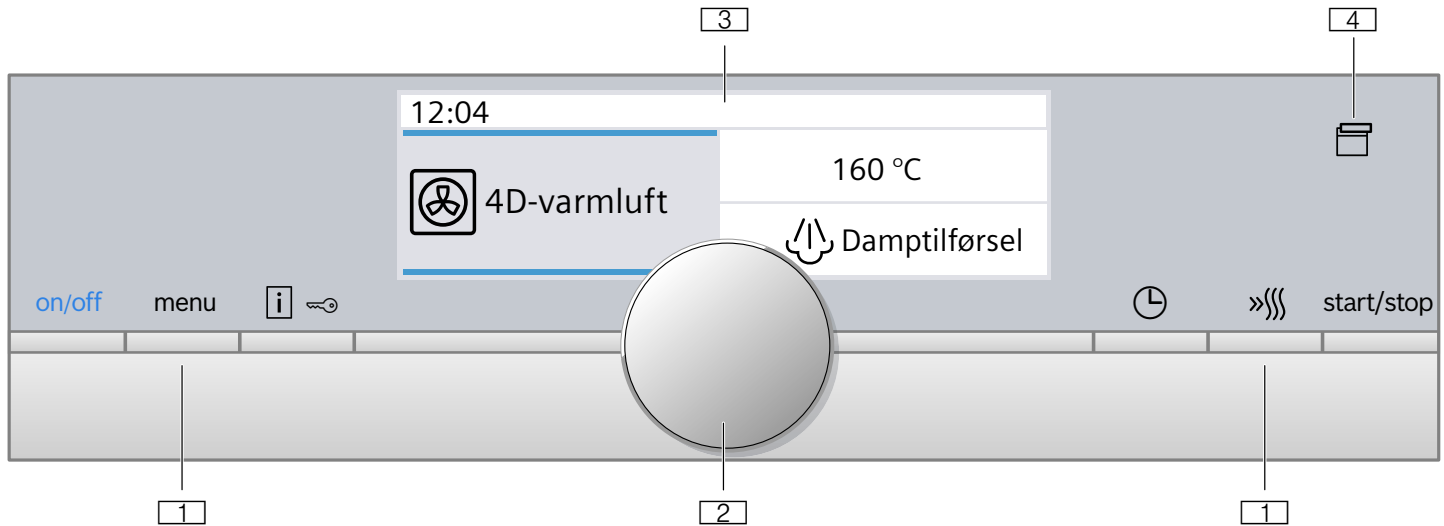 3
4
12:04
4D-varmluft
160 °C
Damptilførsel
on/off
menu
i
start/stop
1
2
1